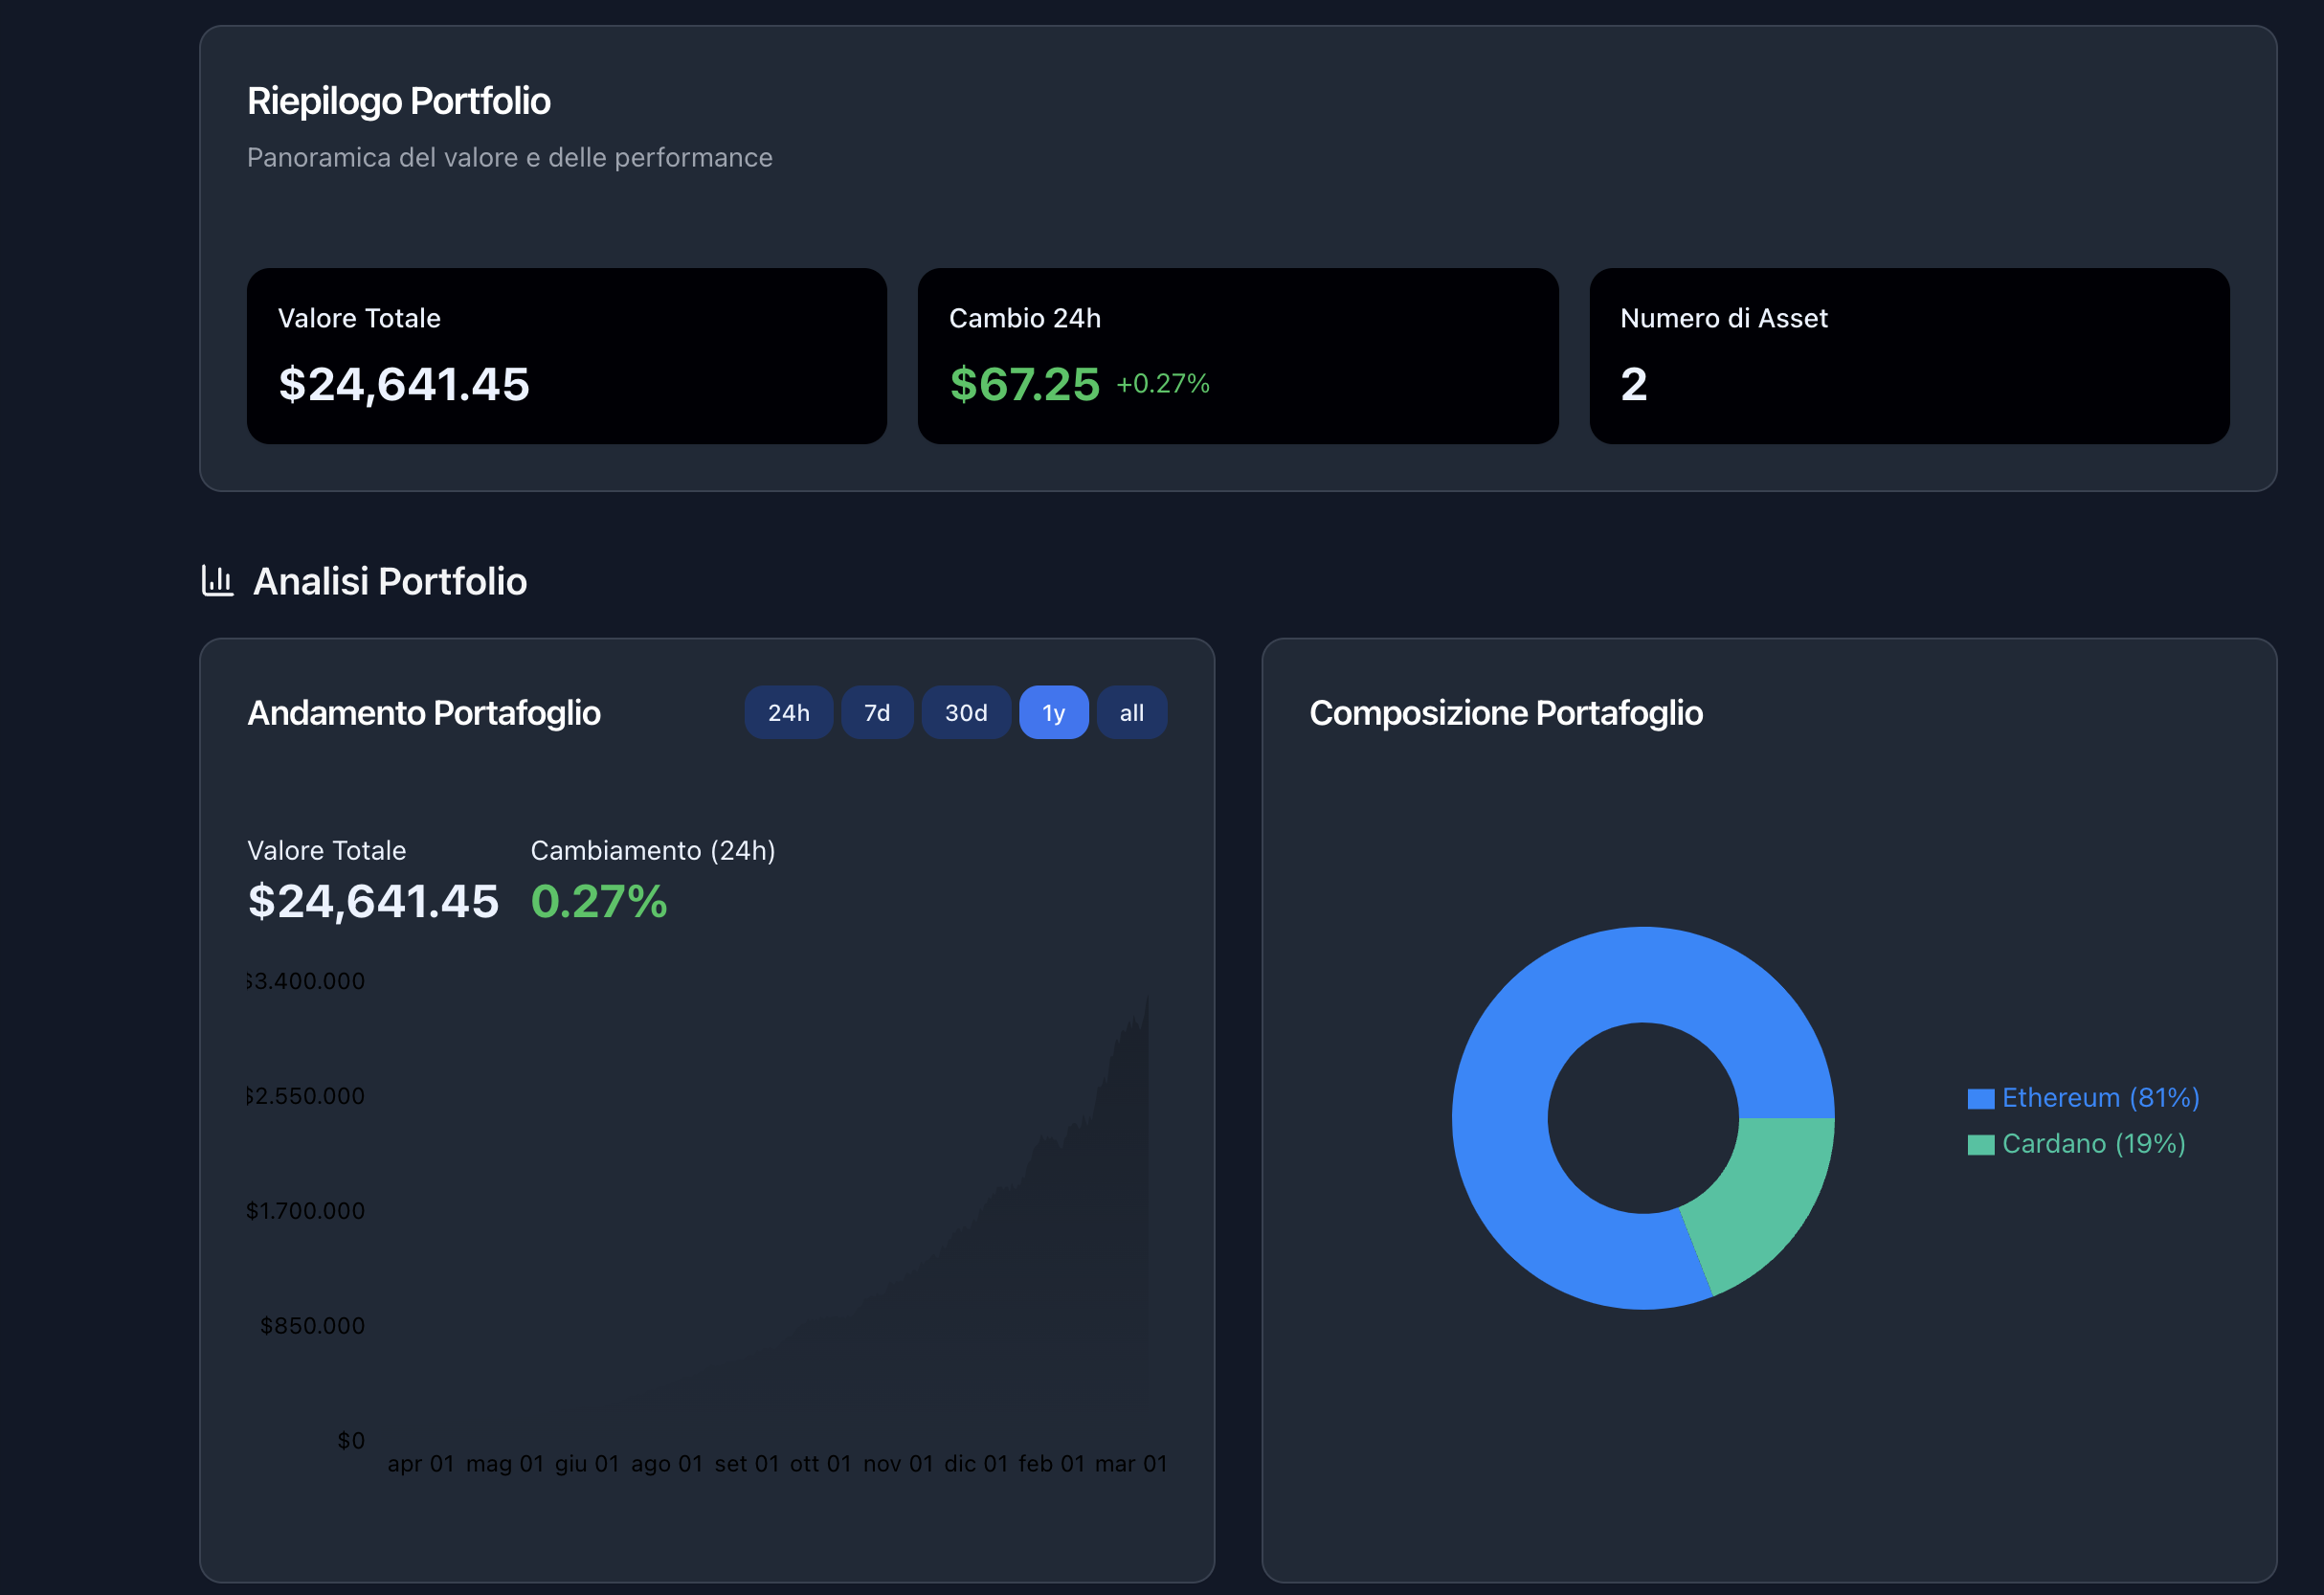 Riepilogo Portfolio
Panoramica del valore e delle performance
Valore Totale
$24,641.45
Cambio 24h
$67.25 +0.27%
Numero di Asset
2
Analisi Portfolio
Andamento Portafoglio
24h 7d 30d 1y all
Valore Totale
$24,641.45
Cambiamento (24h)
0.27%
$3.400.000
$2.550.000
$1.700.000
$850.000
$0
apr 01 mag 01 giu 01 ago 01 set 01 ott 01 nov 01 dic 01 feb 01 mar 01
Composizione Portafoglio
Ethereum (81%)
Cardano (19%)